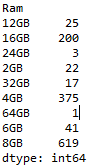 Ram
12GB 25
16GB 200
24GB 3
2GB 22
32GB 17
4GB 375
64GB 1
6GB 41
8GB 619
dtype: int64